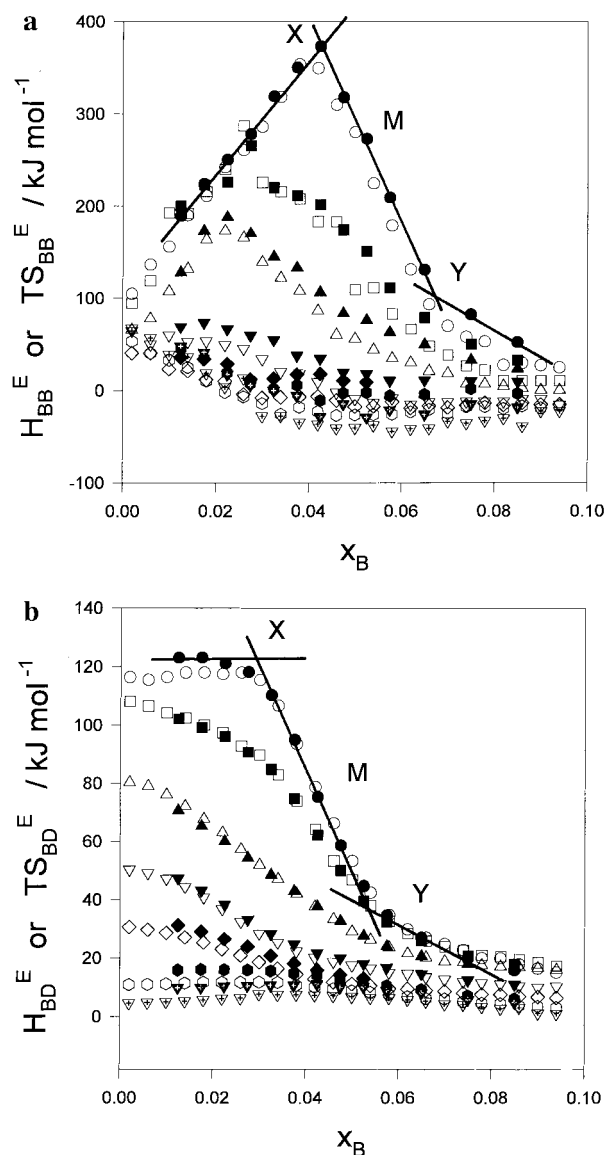 a
400
300
200
100
0
-100
H_BB^E or TS_BB^E / kJ mol⁻¹
X
M
Y
0.00 0.02 0.04 0.06 0.08 0.10
x_B
b
140
120
100
80
60
40
20
0
H_BD^E or TS_BD^E / kJ mol⁻¹
X
M
Y
0.00 0.02 0.04 0.06 0.08 0.10
x_B